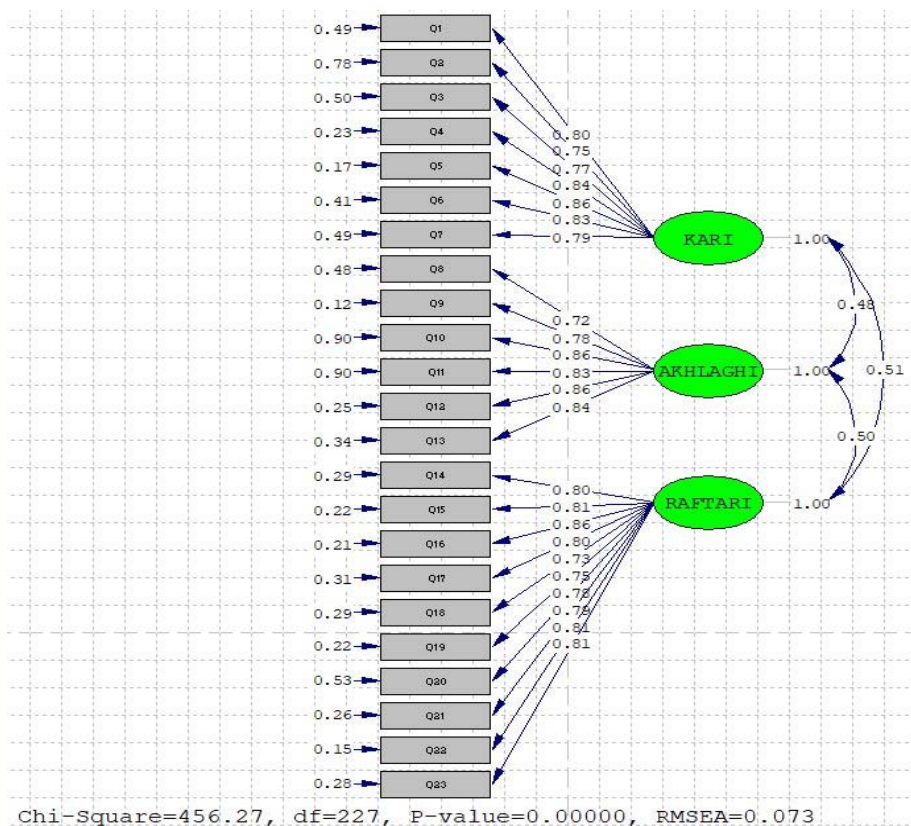 0.49 Q1
0.78 Q2
0.50 Q3
0.23 Q4
0.17 Q5
0.41 Q6
0.49 Q7
0.48 Q8
0.12 Q9
0.90 Q10
0.90 Q11
0.25 Q12
0.34 Q13
0.29 Q14
0.22 Q15
0.21 Q16
0.31 Q17
0.29 Q18
0.22 Q19
0.53 Q20
0.26 Q21
0.15 Q22
0.28 Q23
0.80
0.75
0.77
0.84
0.86
0.83
0.79
0.72
0.78
0.86
0.83
0.86
0.84
0.80
0.81
0.86
0.80
0.73
0.75
0.78
0.79
0.81
0.81
KARI 1.00
AKHLAGHI 1.00
RAFTARI 1.00
0.48
0.51
0.50
Chi-Square=456.27, df=227, P-value=0.00000, RMSEA=0.073